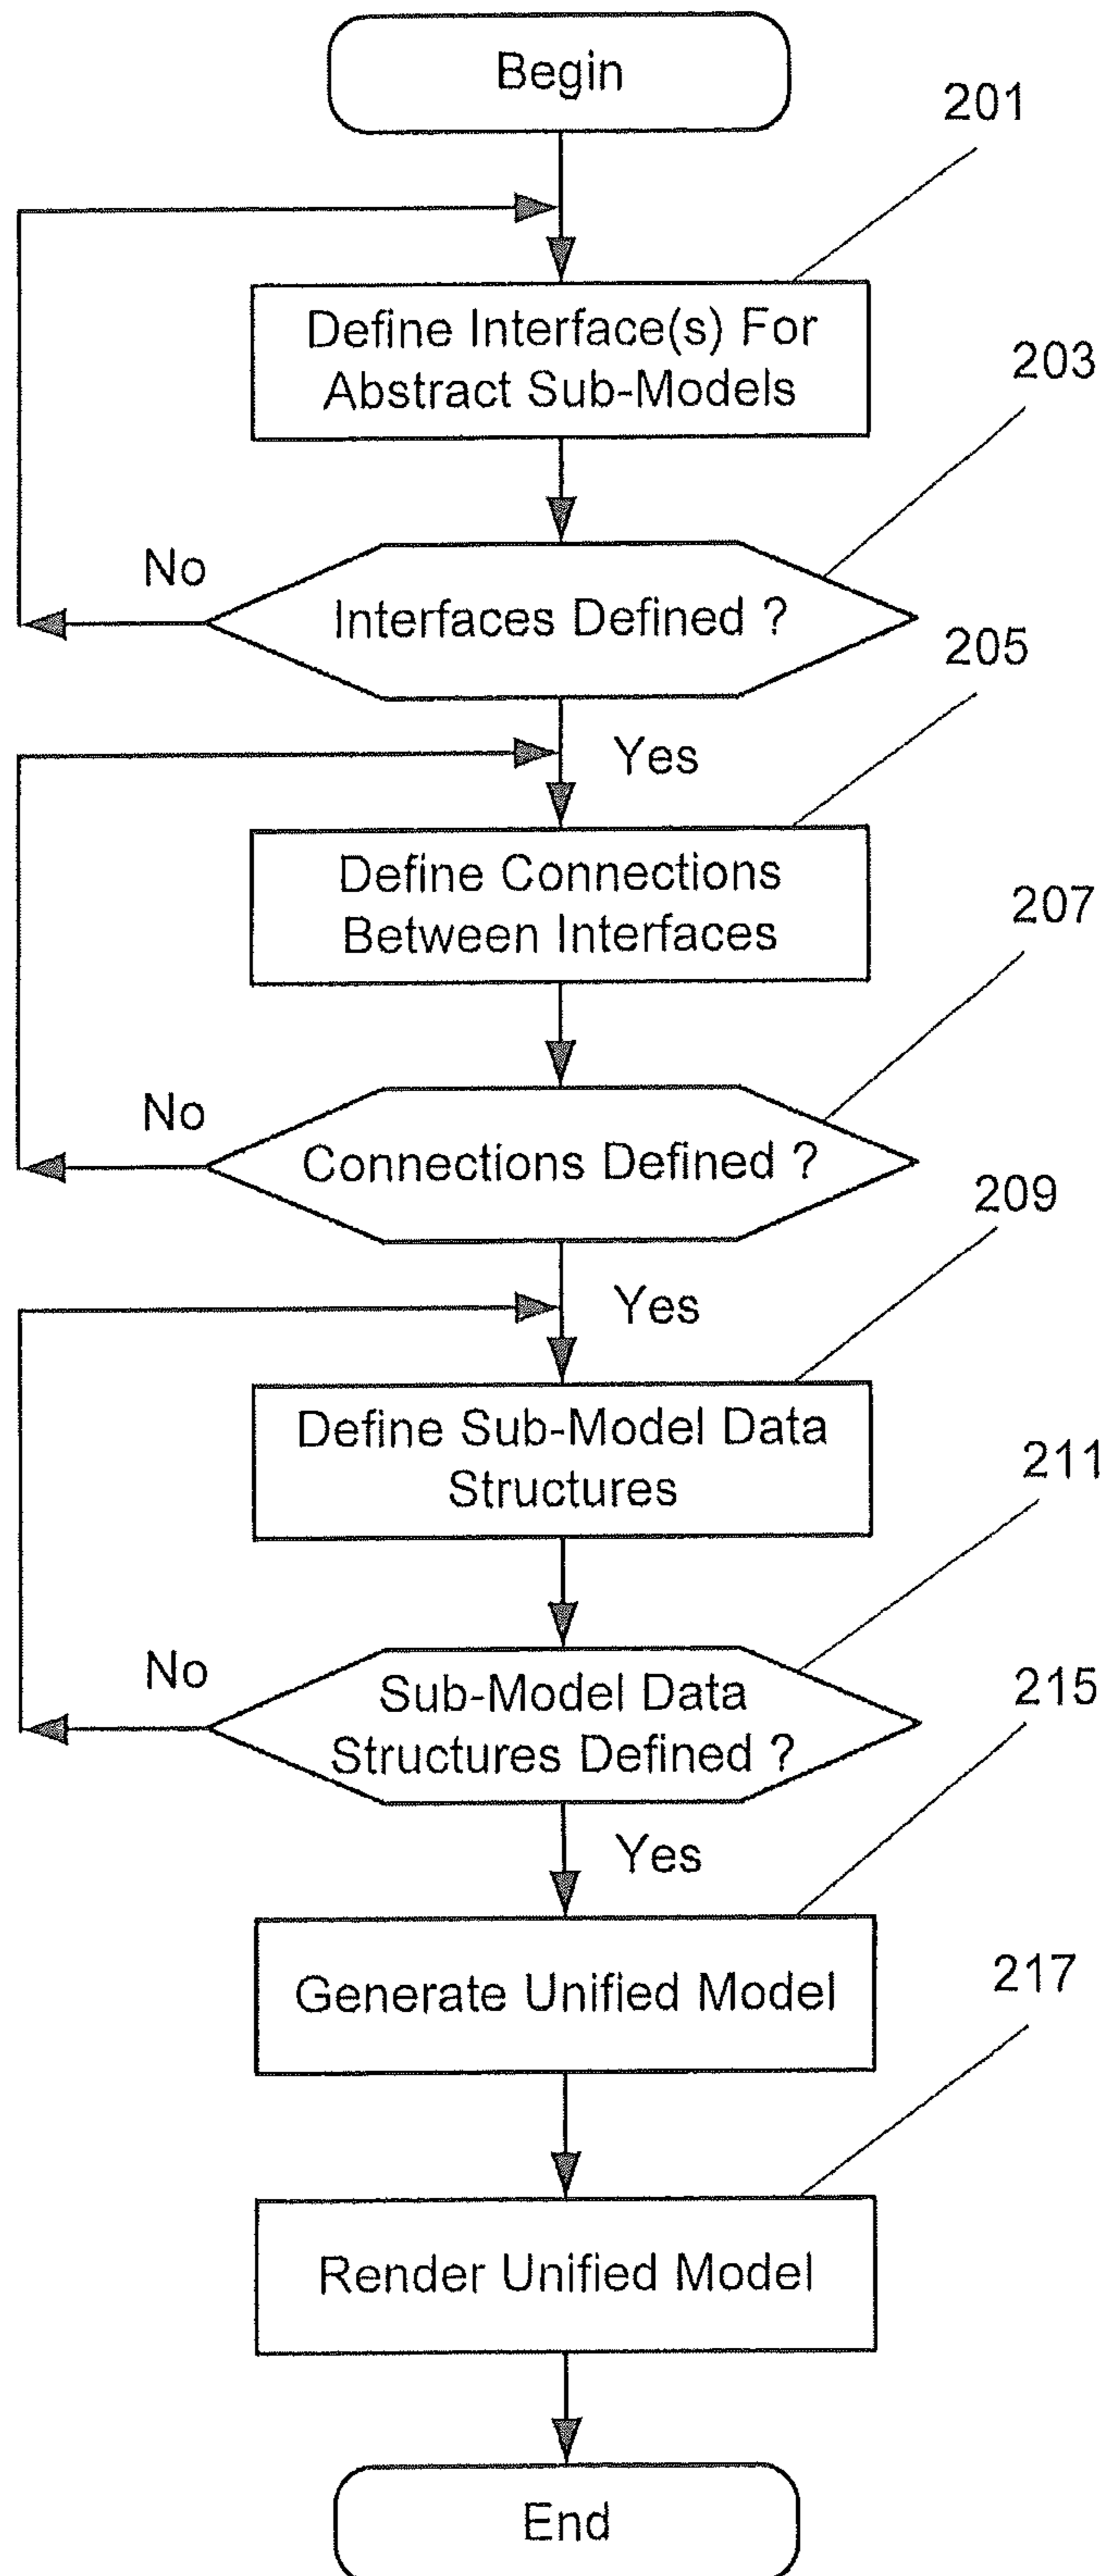 Begin
201
Define Interface(s) For
Abstract Sub-Models
203
No
Interfaces Defined ?
205
Yes
Define Connections
Between Interfaces
207
No
Connections Defined ?
209
Yes
Define Sub-Model Data
Structures
211
No
Sub-Model Data
Structures Defined ?
215
Yes
Generate Unified Model
217
Render Unified Model
End